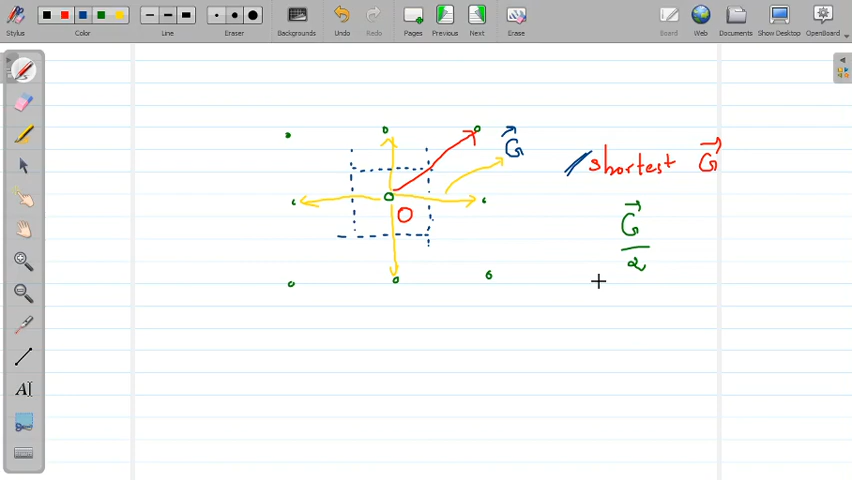 Stylus Color Line Eraser Backgrounds Undo Redo Pages Previous Next Erase Board Web Documents Show Desktop OpenBoard
G
shortest G
O
G
2